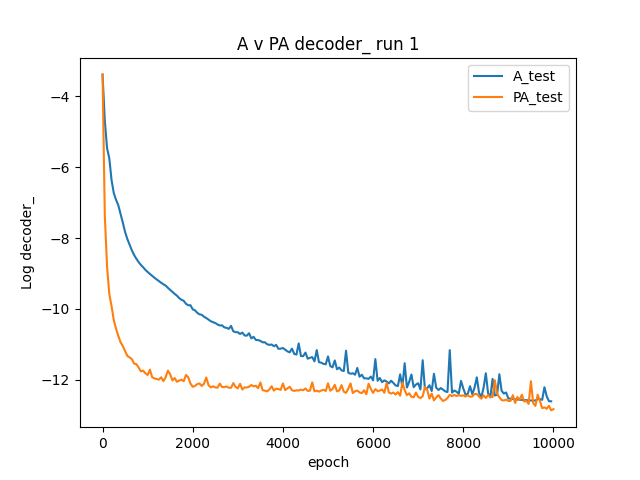 A v PA decoder_ run 1
A_test
PA_test
Log decoder_
−4
−6
−8
−10
−12
0
2000
4000
6000
8000
10000
epoch